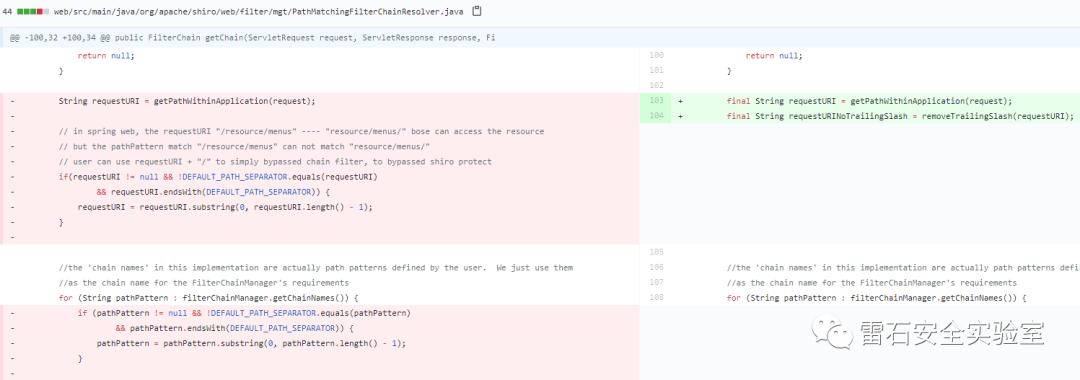 44 web/src/main/java/org/apache/shiro/web/filter/mgt/PathMatchingFilterChainResolver.java
@@ -100,32 +100,34 @@ public FilterChain getChain(ServletRequest request, ServletResponse response, Fi
return null;
}
- String requestURI = getPathWithinApplication(request);
-
- // in spring web, the requestURI "/resource/menus" ---- "resource/menus/" bose can access the resource
- // but the pathPattern match "/resource/menus" can not match "resource/menus/"
- // user can use requestURI + "/" to simply bypassed chain filter, to bypassed shiro protect
- if(requestURI != null && !DEFAULT_PATH_SEPARATOR.equals(requestURI)
- && requestURI.endsWith(DEFAULT_PATH_SEPARATOR)) {
- requestURI = requestURI.substring(0, requestURI.length() - 1);
- }
-
//the 'chain names' in this implementation are actually path patterns defined by the user.  We just use them
//as the chain name for the FilterChainManager's requirements
for (String pathPattern : filterChainManager.getChainNames()) {
- if (pathPattern != null && !DEFAULT_PATH_SEPARATOR.equals(pathPattern)
- && pathPattern.endsWith(DEFAULT_PATH_SEPARATOR)) {
- pathPattern = pathPattern.substring(0, pathPattern.length() - 1);
- }
-
100 return null;
101 }
102
103 + final String requestURI = getPathWithinApplication(request);
104 + final String requestURINoTrailingSlash = removeTrailingSlash(requestURI);
105
106 //the 'chain names' in this implementation are actually path patterns defi
107 //as the chain name for the FilterChainManager's requirements
108 for (String pathPattern : filterChainManager.getChainNames()) {
雷石安全实验室